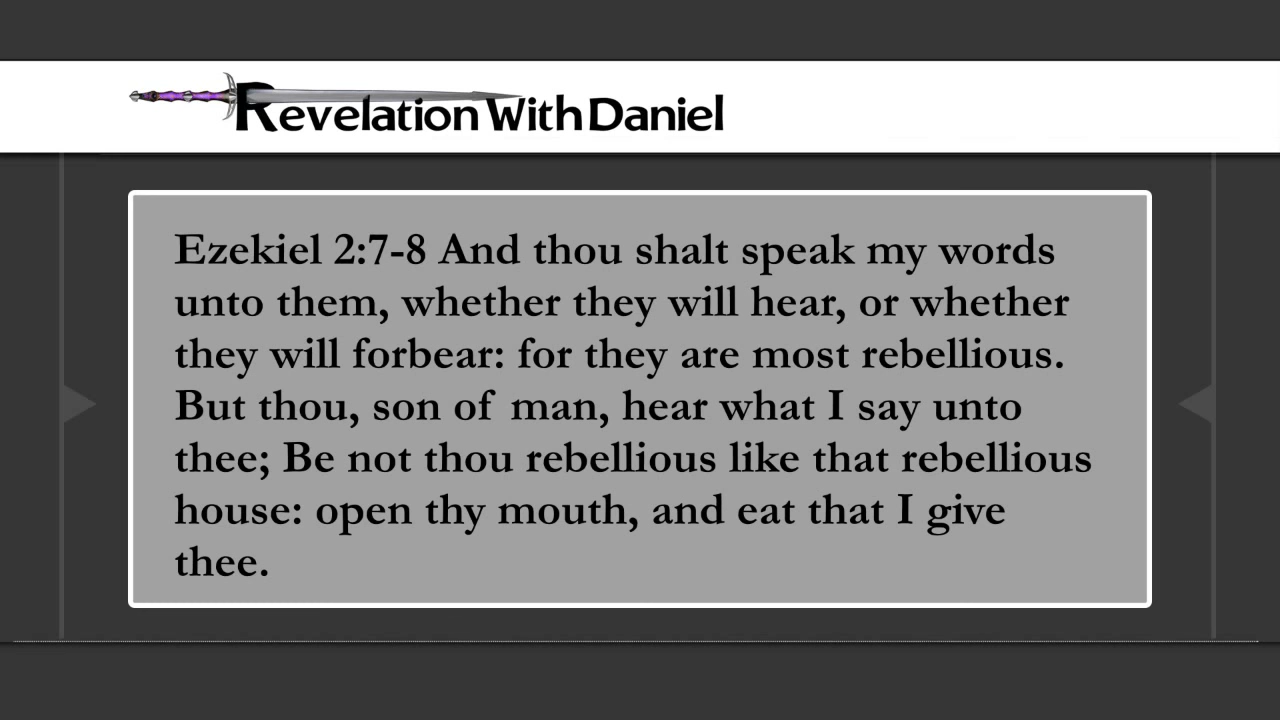 Revelation With Daniel
Ezekiel 2:7-8 And thou shalt speak my words
unto them, whether they will hear, or whether
they will forbear: for they are most rebellious.
But thou, son of man, hear what I say unto
thee; Be not thou rebellious like that rebellious
house: open thy mouth, and eat that I give
thee.